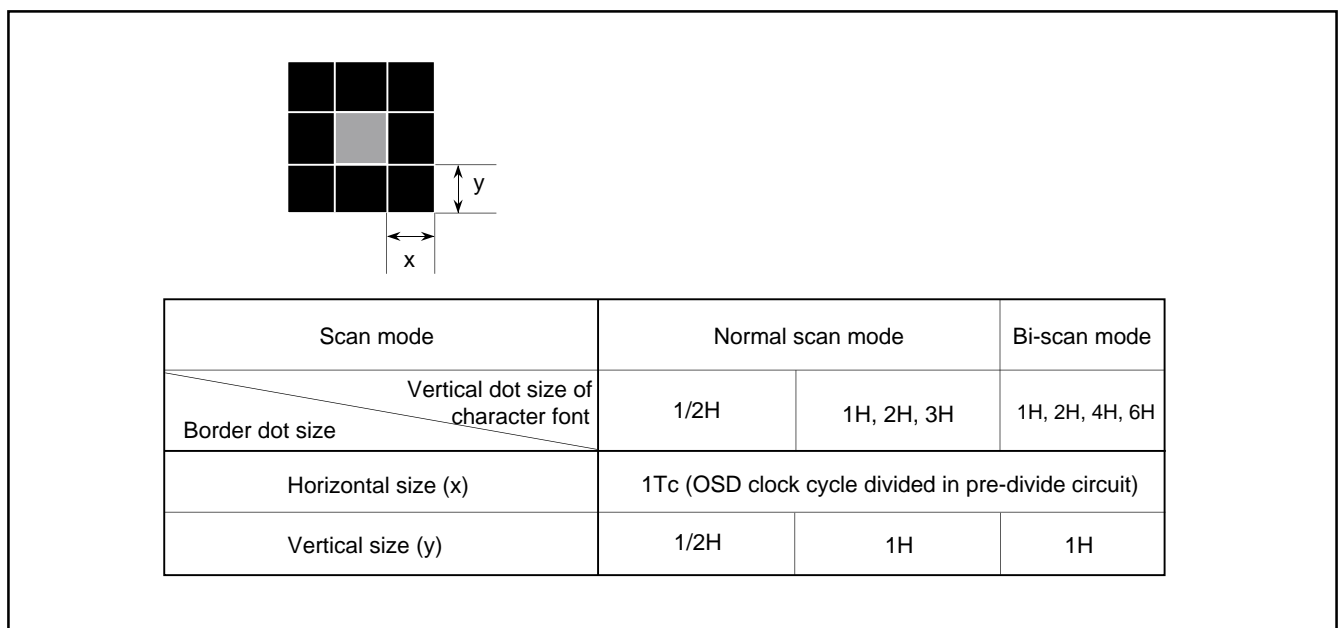 y
x
Scan mode
Normal scan mode
Bi-scan mode
Vertical dot size of
character font
Border dot size
1/2H
1H, 2H, 3H
1H, 2H, 4H, 6H
Horizontal size (x)
1Tc (OSD clock cycle divided in pre-divide circuit)
Vertical size (y)
1/2H
1H
1H